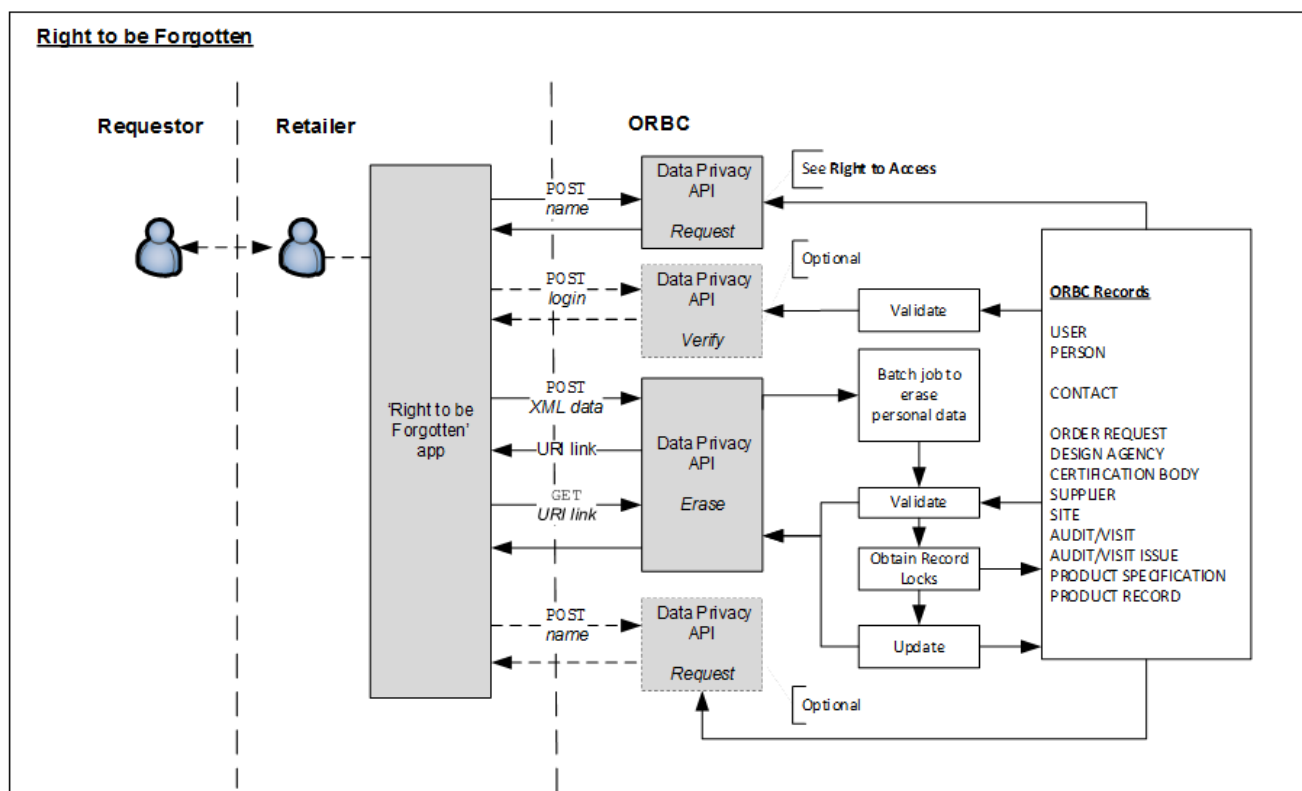 Right to be Forgotten
Requestor
Retailer
ORBC
'Right to be
Forgotten'
app
POST
name
Data Privacy
API
Request
See Right to Access
POST
login
Data Privacy
API
Verify
Optional
Validate
POST
XML data
URI link
GET
URI link
Data Privacy
API
Erase
Batch job to
erase
personal data
Validate
Obtain Record
Locks
Update
POST
name
Data Privacy
API
Request
Optional
ORBC Records
USER
PERSON
CONTACT
ORDER REQUEST
DESIGN AGENCY
CERTIFICATION BODY
SUPPLIER
SITE
AUDIT/VISIT
AUDIT/VISIT ISSUE
PRODUCT SPECIFICATION
PRODUCT RECORD